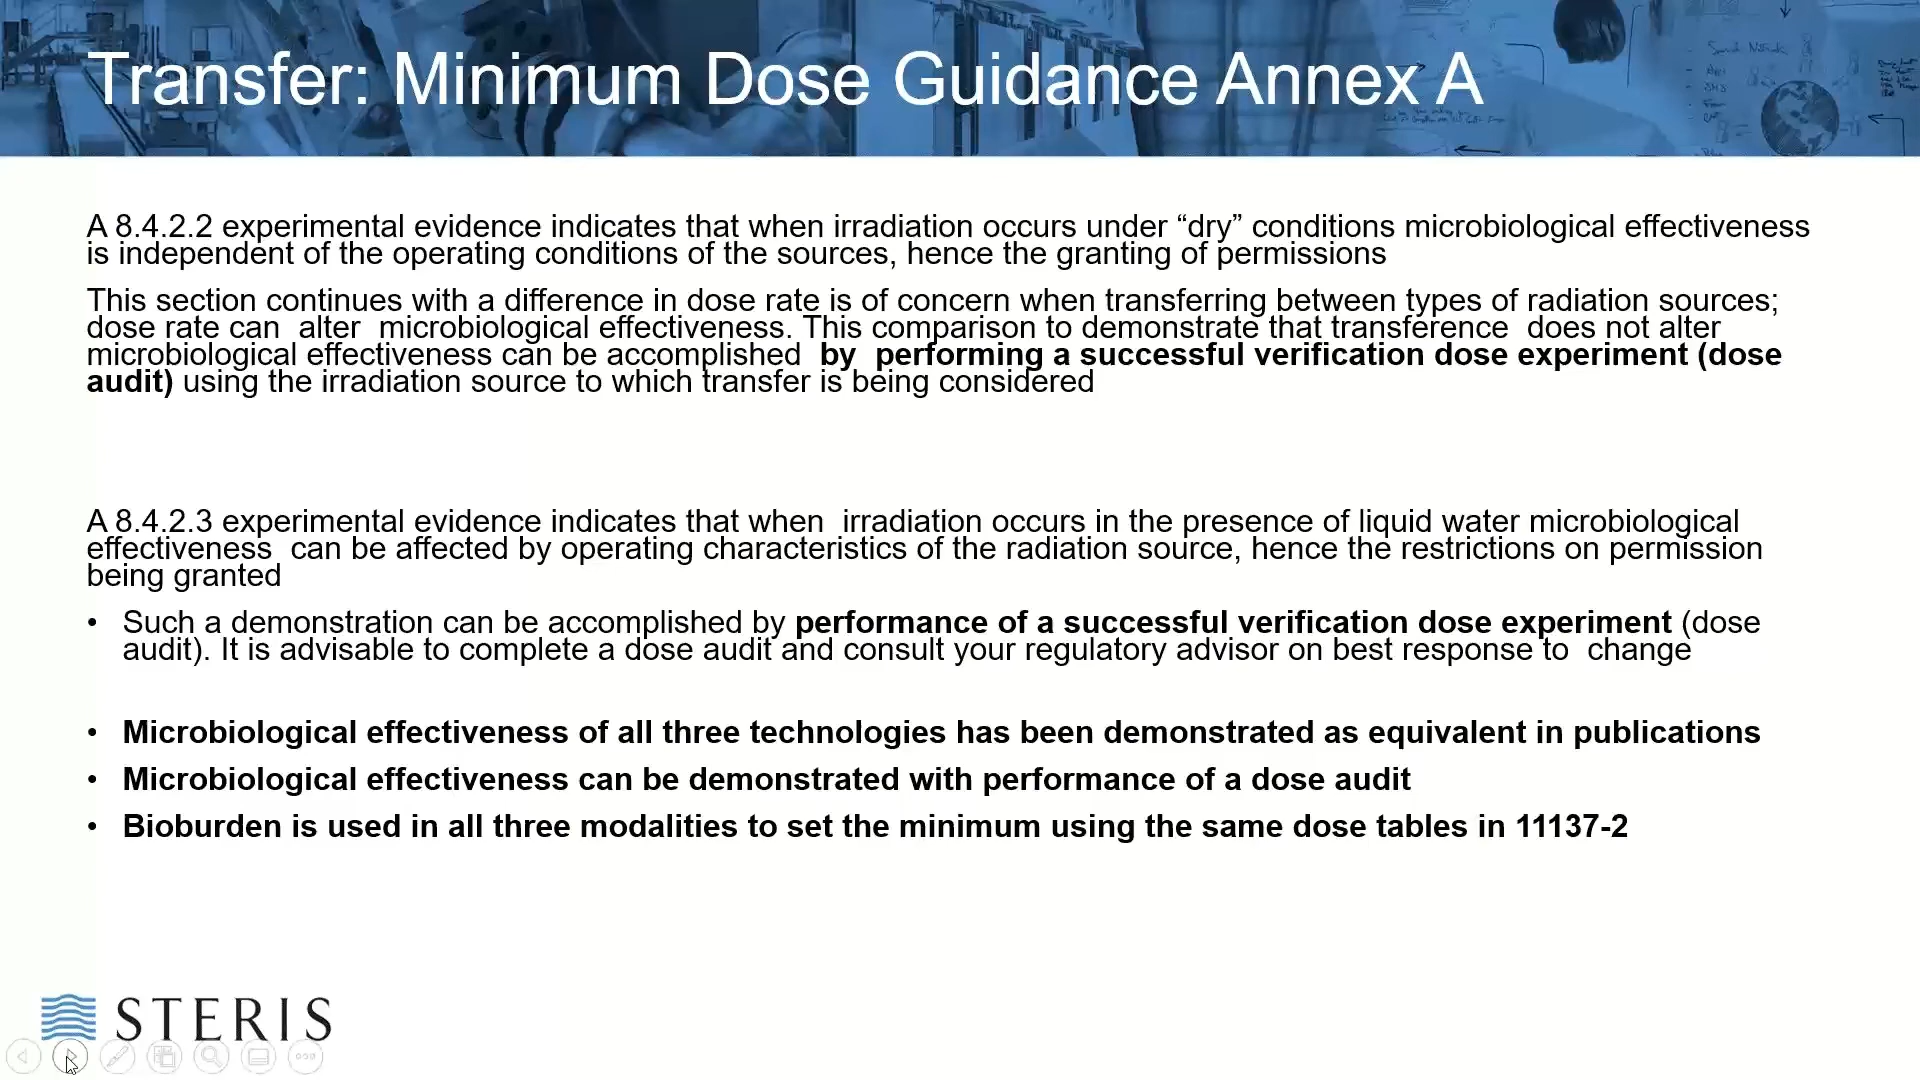 Transfer: Minimum Dose Guidance Annex A
A 8.4.2.2 experimental evidence indicates that when irradiation occurs under “dry” conditions microbiological effectiveness
is independent of the operating conditions of the sources, hence the granting of permissions
This section continues with a difference in dose rate is of concern when transferring between types of radiation sources;
dose rate can alter microbiological effectiveness. This comparison to demonstrate that transference does not alter
microbiological effectiveness can be accomplished by performing a successful verification dose experiment (dose
audit) using the irradiation source to which transfer is being considered
A 8.4.2.3 experimental evidence indicates that when irradiation occurs in the presence of liquid water microbiological
effectiveness can be affected by operating characteristics of the radiation source, hence the restrictions on permission
being granted
• Such a demonstration can be accomplished by performance of a successful verification dose experiment (dose
audit). It is advisable to complete a dose audit and consult your regulatory advisor on best response to change
• Microbiological effectiveness of all three technologies has been demonstrated as equivalent in publications
• Microbiological effectiveness can be demonstrated with performance of a dose audit
• Bioburden is used in all three modalities to set the minimum using the same dose tables in 11137-2
STERIS